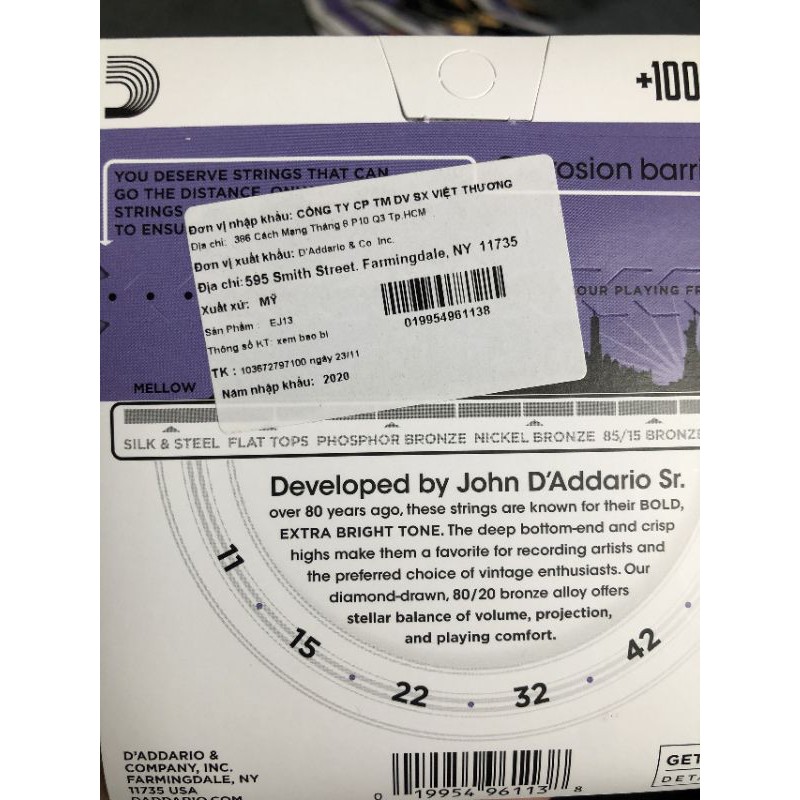 +100
YOU DESERVE STRINGS THAT CAN
GO THE DISTANCE.
STRINGS
TO ENSU
rosion barri
OUR PLAYING FR
Đơn vị nhập khẩu: CÔNG TY CP TM DV SX VIỆT THƯƠNG
Địa chỉ: 386 Cách Mạng Tháng 8 P10 Q3 Tp.HCM
Đơn vị xuất khẩu: D'Addario & Co Inc.
Địa chỉ: 595 Smith Street. Farmingdale, NY 11735
Xuất xứ: MỸ
Sản Phẩm : EJ13
Thông số KT: xem bao bì
TK : 103672797100 ngày 23/11
Năm nhập khẩu: 2020
019954961138
MELLOW
SILK & STEEL FLAT TOPS PHOSPHOR BRONZE NICKEL BRONZE 85/15 BRONZE
Developed by John D'Addario Sr.
over 80 years ago, these strings are known for their BOLD,
EXTRA BRIGHT TONE. The deep bottom-end and crisp
highs make them a favorite for recording artists and
the preferred choice of vintage enthusiasts. Our
diamond-drawn, 80/20 bronze alloy offers
stellar balance of volume, projection,
and playing comfort.
11 • 15 • 22 • 32 • 42 •
D'ADDARIO &
COMPANY, INC.
FARMINGDALE, NY
11735 USA
DADDARIO.COM
0 19954 96113 8
GET
DETA